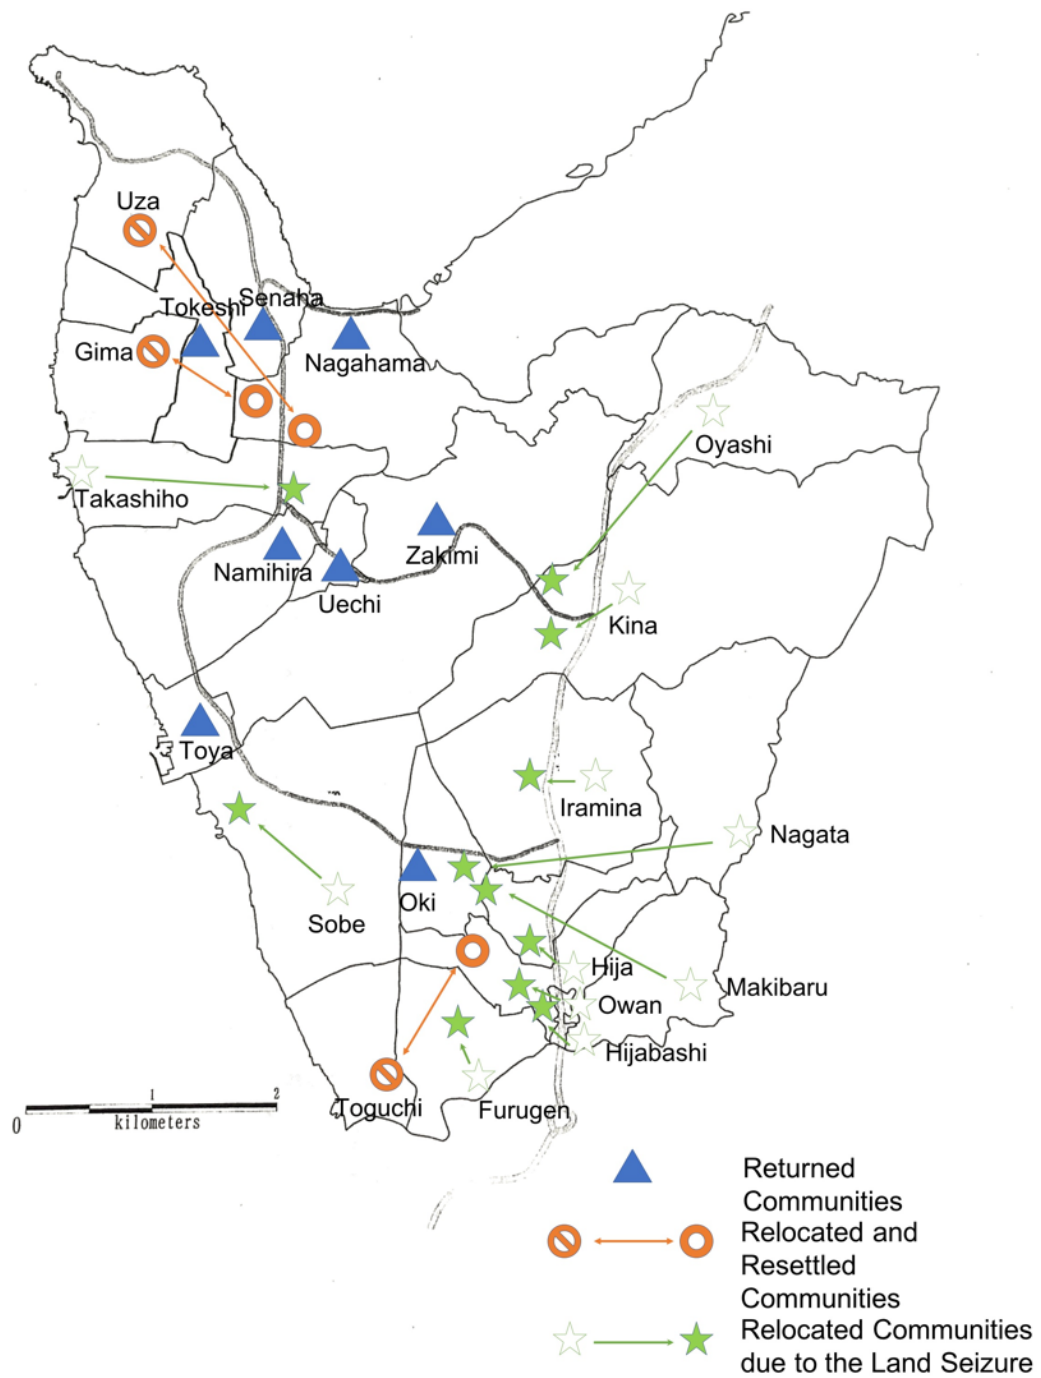 Uza
Senaha
Tokeshi
Gima
Nagahama
Oyashi
Takashiho
Zakimi
Namihira
Uechi
Kina
Toya
Iramina
Nagata
Oki
Sobe
Hija
Makibaru
Owan
Hijabashi
Toguchi
Furugen
0 1 2
kilometers
Returned
Communities
Relocated and
Resettled
Communities
Relocated Communities
due to the Land Seizure